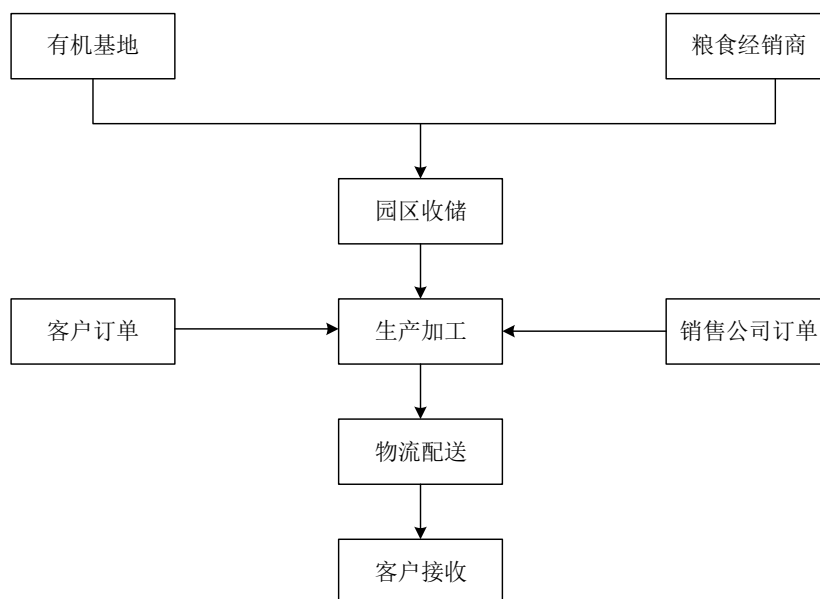 有机基地
粮食经销商
园区收储
客户订单
生产加工
销售公司订单
物流配送
客户接收